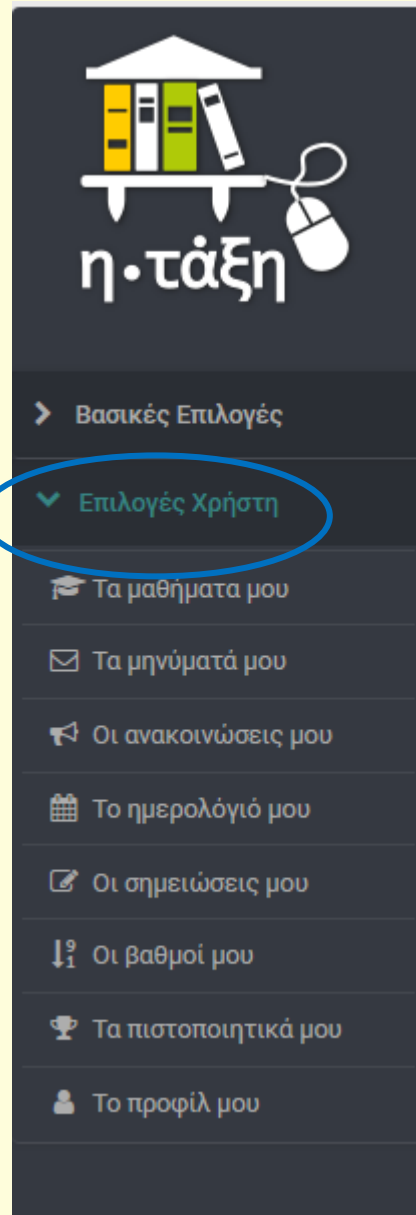 η•τάξη
Βασικές Επιλογές
Επιλογές Χρήστη
Τα μαθήματα μου
Τα μηνύματά μου
Οι ανακοινώσεις μου
Το ημερολόγιό μου
Οι σημειώσεις μου
Οι βαθμοί μου
Τα πιστοποιητικά μου
Το προφίλ μου